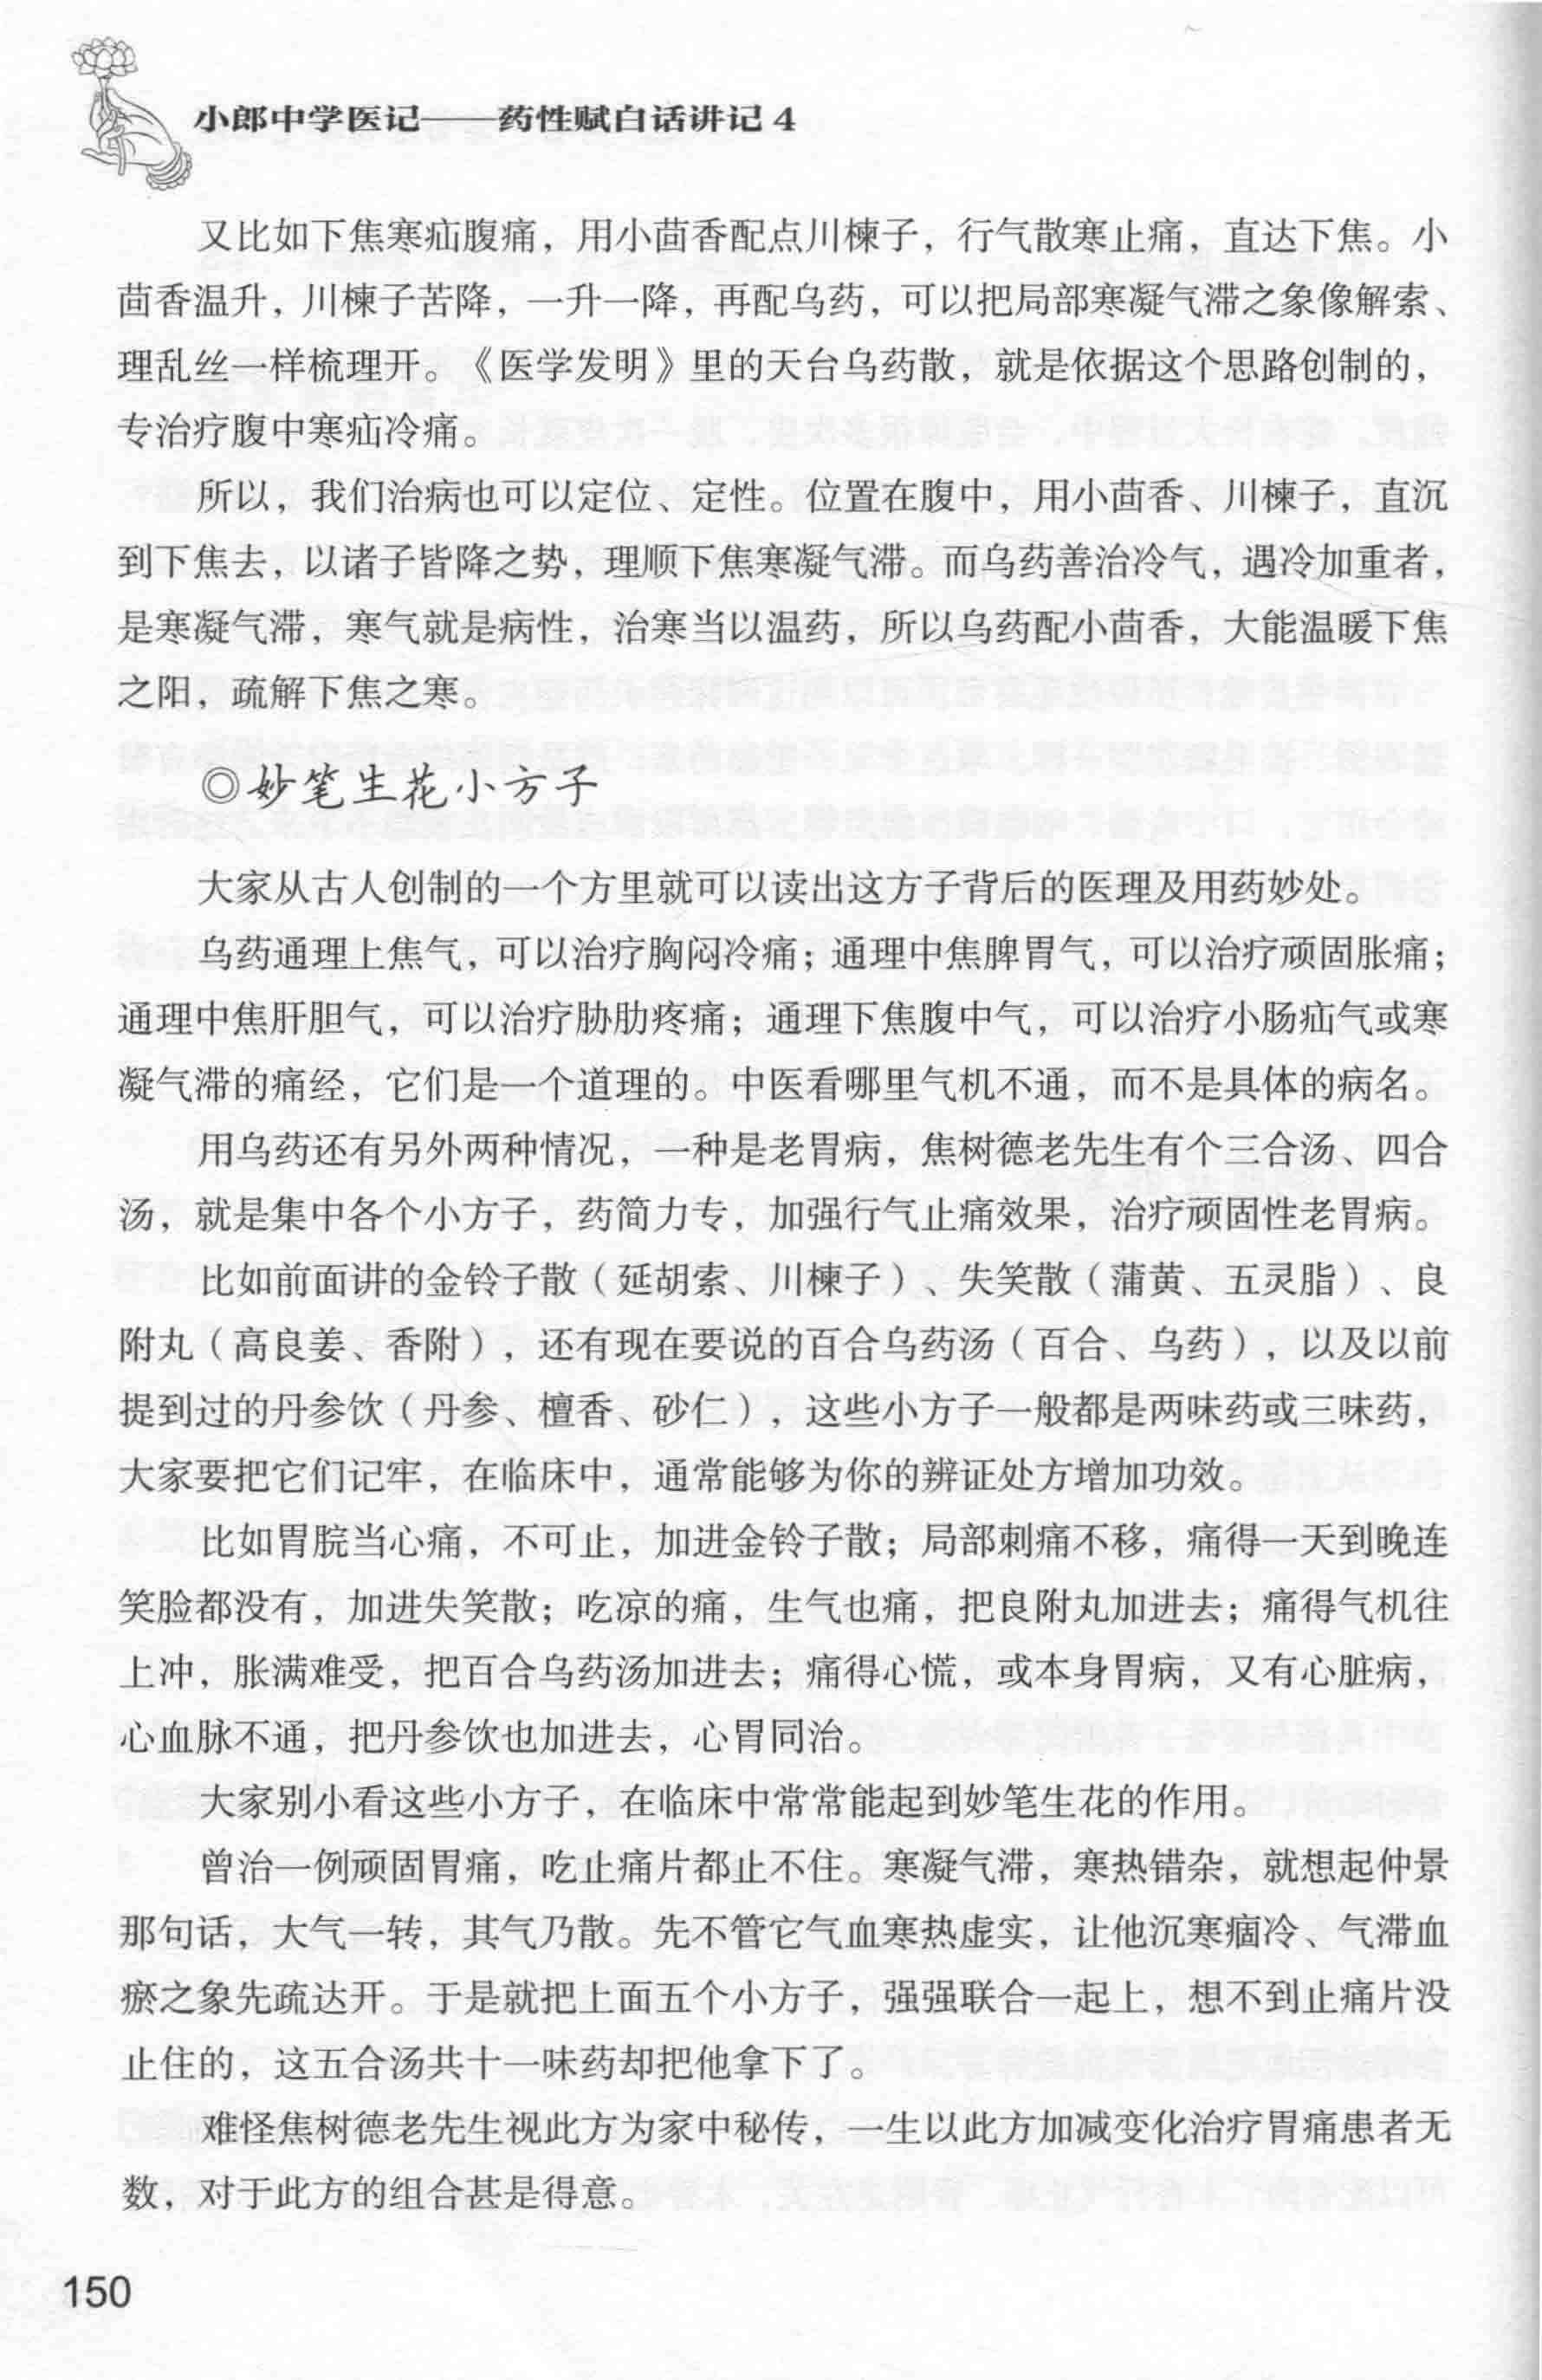 小郎中学医记——药性赋白话讲记 4
又比如下焦寒疝腹痛，用小茴香配点川楝子，行气散寒止痛，直达下焦。小
茴香温升，川楝子苦降，一升一降，再配乌药，可以把局部寒凝气滞之象像解索、
理乱丝一样梳理开。《医学发明》里的天台乌药散，就是依据这个思路创制的，
专治疗腹中寒疝冷痛。
所以，我们治病也可以定位、定性。位置在腹中，用小茴香、川楝子，直沉
到下焦去，以诸子皆降之势，理顺下焦寒凝气滞。而乌药善治冷气，遇冷加重者，
是寒凝气滞，寒气就是病性，治寒当以温药，所以乌药配小茴香，大能温暖下焦
之阳，疏解下焦之寒。
◎妙笔生花小方子
大家从古人创制的一个方里就可以读出这方子背后的医理及用药妙处。
乌药通理上焦气，可以治疗胸闷冷痛；通理中焦脾胃气，可以治疗顽固胀痛；
通理中焦肝胆气，可以治疗胁肋疼痛；通理下焦腹中气，可以治疗小肠疝气或寒
凝气滞的痛经，它们是一个道理的。中医看哪里气机不通，而不是具体的病名。
用乌药还有另外两种情况，一种是老胃病，焦树德老先生有个三合汤、四合
汤，就是集中各个小方子，药简力专，加强行气止痛效果，治疗顽固性老胃病。
比如前面讲的金铃子散（延胡索、川楝子）、失笑散（蒲黄、五灵脂）、良
附丸（高良姜、香附），还有现在要说的百合乌药汤（百合、乌药），以及以前
提到过的丹参饮（丹参、檀香、砂仁），这些小方子一般都是两味药或三味药，
大家要把它们记牢，在临床中，通常能够为你的辨证处方增加功效。
比如胃脘当心痛，不可止，加进金铃子散；局部刺痛不移，痛得一天到晚连
笑脸都没有，加进失笑散；吃凉的痛，生气也痛，把良附丸加进去；痛得气机往
上冲，胀满难受，把百合乌药汤加进去；痛得心慌，或本身胃病，又有心脏病，
心血脉不通，把丹参饮也加进去，心胃同治。
大家别小看这些小方子，在临床中常常能起到妙笔生花的作用。
曾治一例顽固胃痛，吃止痛片都止不住。寒凝气滞，寒热错杂，就想起仲景
那句话，大气一转，其气乃散。先不管它气血寒热虚实，让他沉寒痼冷、气滞血
瘀之象先疏达开。于是就把上面五个小方子，强强联合一起上，想不到止痛片没
止住的，这五合汤共十一味药却把他拿下了。
难怪焦树德老先生视此方为家中秘传，一生以此方加减变化治疗胃痛患者无
数，对于此方的组合甚是得意。
150